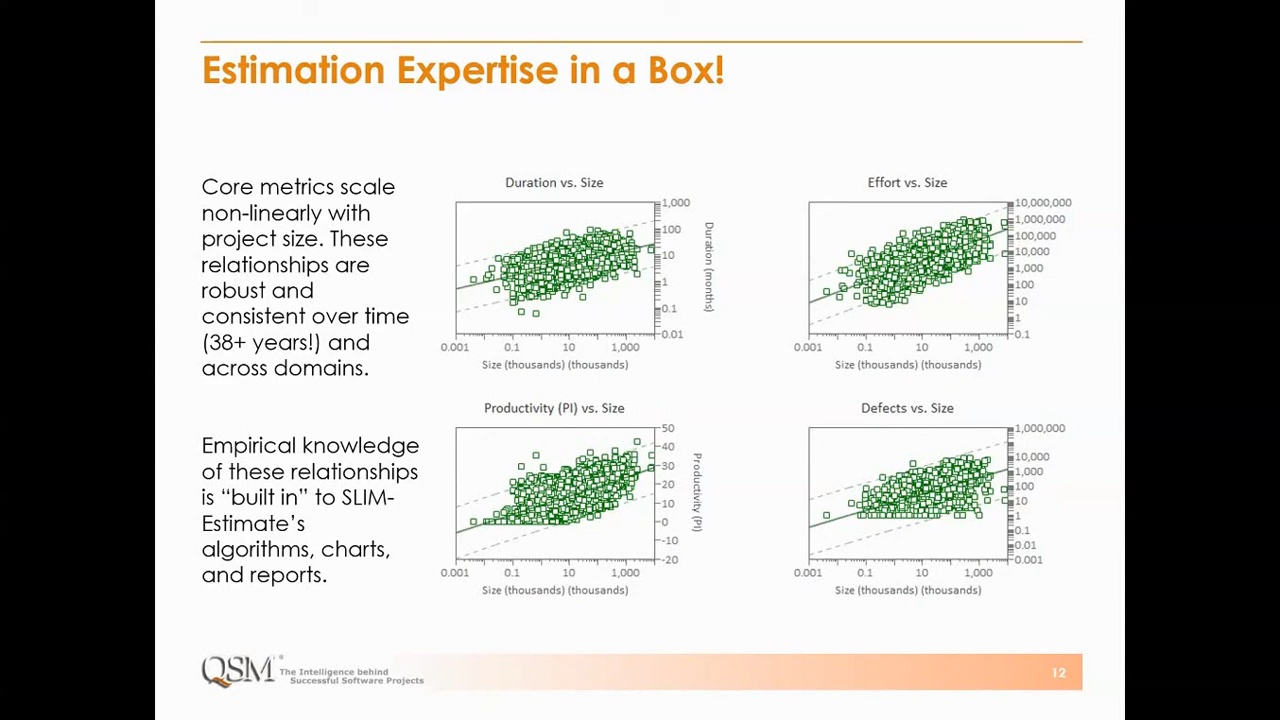 Estimation Expertise in a Box!
Core metrics scale
non-linearly with
project size. These
relationships are
robust and
consistent over time
(38+ years!) and
across domains.
Empirical knowledge
of these relationships
is “built in” to SLIM-
Estimate’s
algorithms, charts,
and reports.
Duration vs. Size
1,000
100
10
1
0.1
0.01
Duration (months)
0.001 0.1 10 1,000
Size (thousands) (thousands)
Effort vs. Size
10,000,000
1,000,000
100,000
10,000
1,000
100
10
1
0.1
0.001 0.1 10 1,000
Size (thousands) (thousands)
Productivity (PI) vs. Size
50
40
30
20
10
0
-10
-20
Productivity (PI)
0.001 0.1 10 1,000
Size (thousands) (thousands)
Defects vs. Size
1,000,000
10,000
1,000
100
10
1
0.1
0.01
0.001
0.001 0.1 10 1,000
Size (thousands) (thousands)
QSM
The Intelligence behind
Successful Software Projects
12